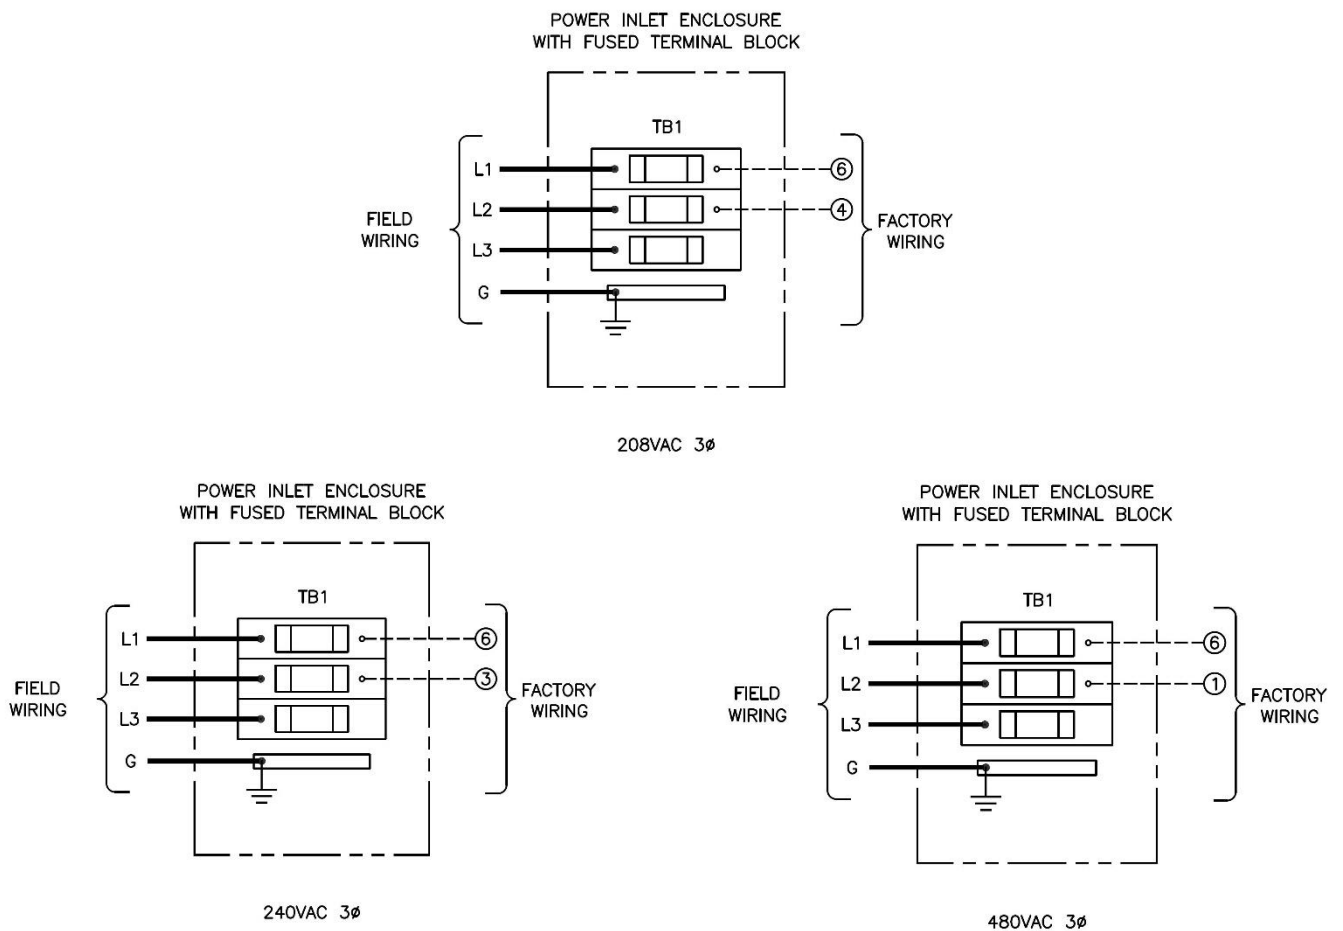 POWER INLET ENCLOSURE
WITH FUSED TERMINAL BLOCK
TB1
L1
6
L2
4
FIELD
WIRING
FACTORY
WIRING
L3
G
208VAC 3ø
POWER INLET ENCLOSURE
WITH FUSED TERMINAL BLOCK
TB1
L1
6
L2
3
FIELD
WIRING
FACTORY
WIRING
L3
G
240VAC 3ø
POWER INLET ENCLOSURE
WITH FUSED TERMINAL BLOCK
TB1
L1
6
L2
1
FIELD
WIRING
FACTORY
WIRING
L3
G
480VAC 3ø